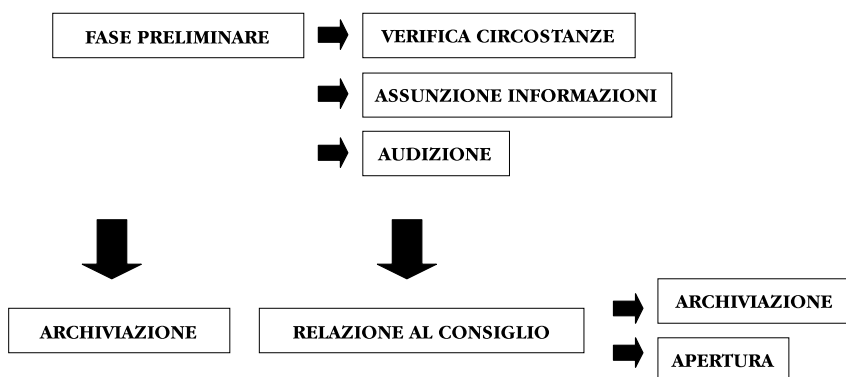 FASE PRELIMINARE
VERIFICA CIRCOSTANZE
ASSUNZIONE INFORMAZIONI
AUDIZIONE
ARCHIVIAZIONE
RELAZIONE AL CONSIGLIO
ARCHIVIAZIONE
APERTURA